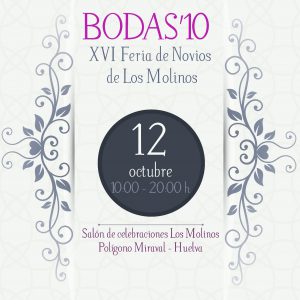 BODAS'10
XVI Feria de Novios
de Los Molinos
12
octubre
10:00 - 20:00 h
Salón de celebraciones Los Molinos
Polígono Miraval - Huelva